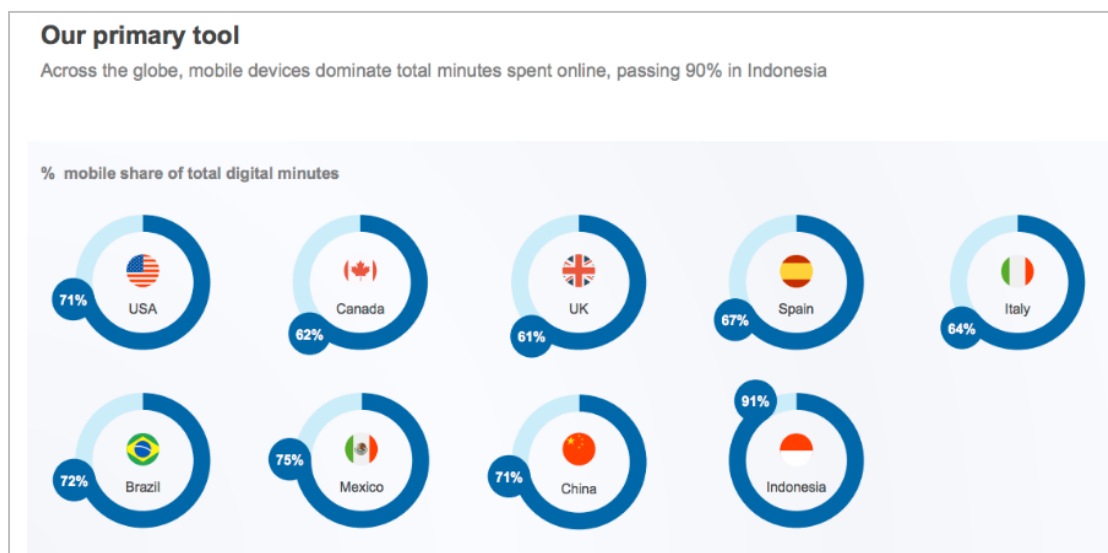 Our primary tool
Across the globe, mobile devices dominate total minutes spent online, passing 90% in Indonesia
% mobile share of total digital minutes
71%
USA
62%
Canada
61%
UK
67%
Spain
64%
Italy
72%
Brazil
75%
Mexico
71%
China
91%
Indonesia